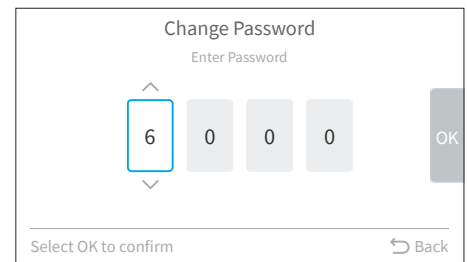 Change Password
Enter Password
6 0 0 0
OK
Select OK to confirm
Back